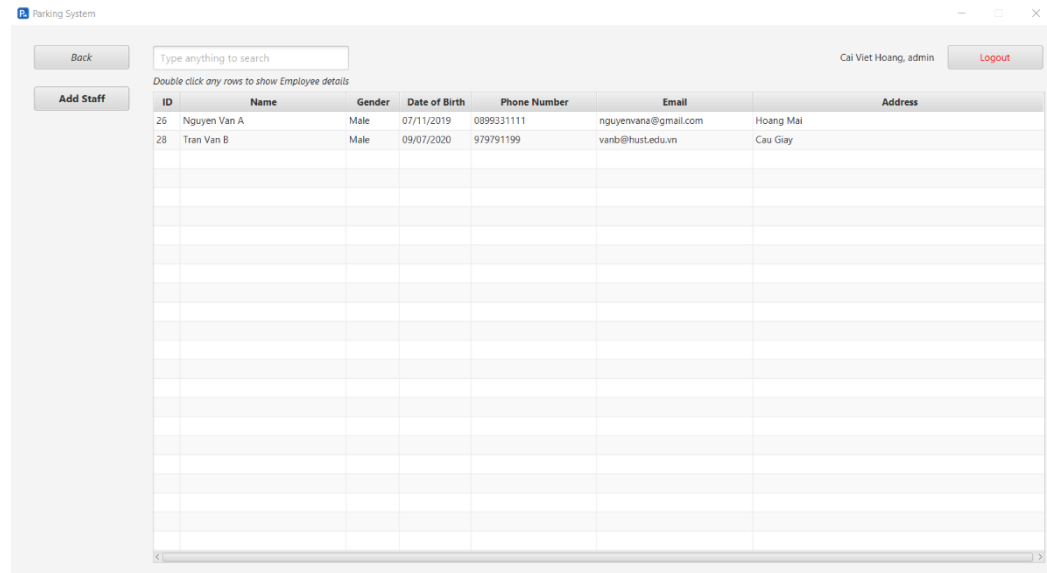 Parking System
Back
Type anything to search
Cai Viet Hoang, admin
Logout
Double click any rows to show Employee details
Add Staff
ID Name Gender Date of Birth Phone Number Email Address
26 Nguyen Van A Male 07/11/2019 0899331111 nguyenvana@gmail.com Hoang Mai
28 Tran Van B Male 09/07/2020 979791199 vanb@hust.edu.vn Cau Giay